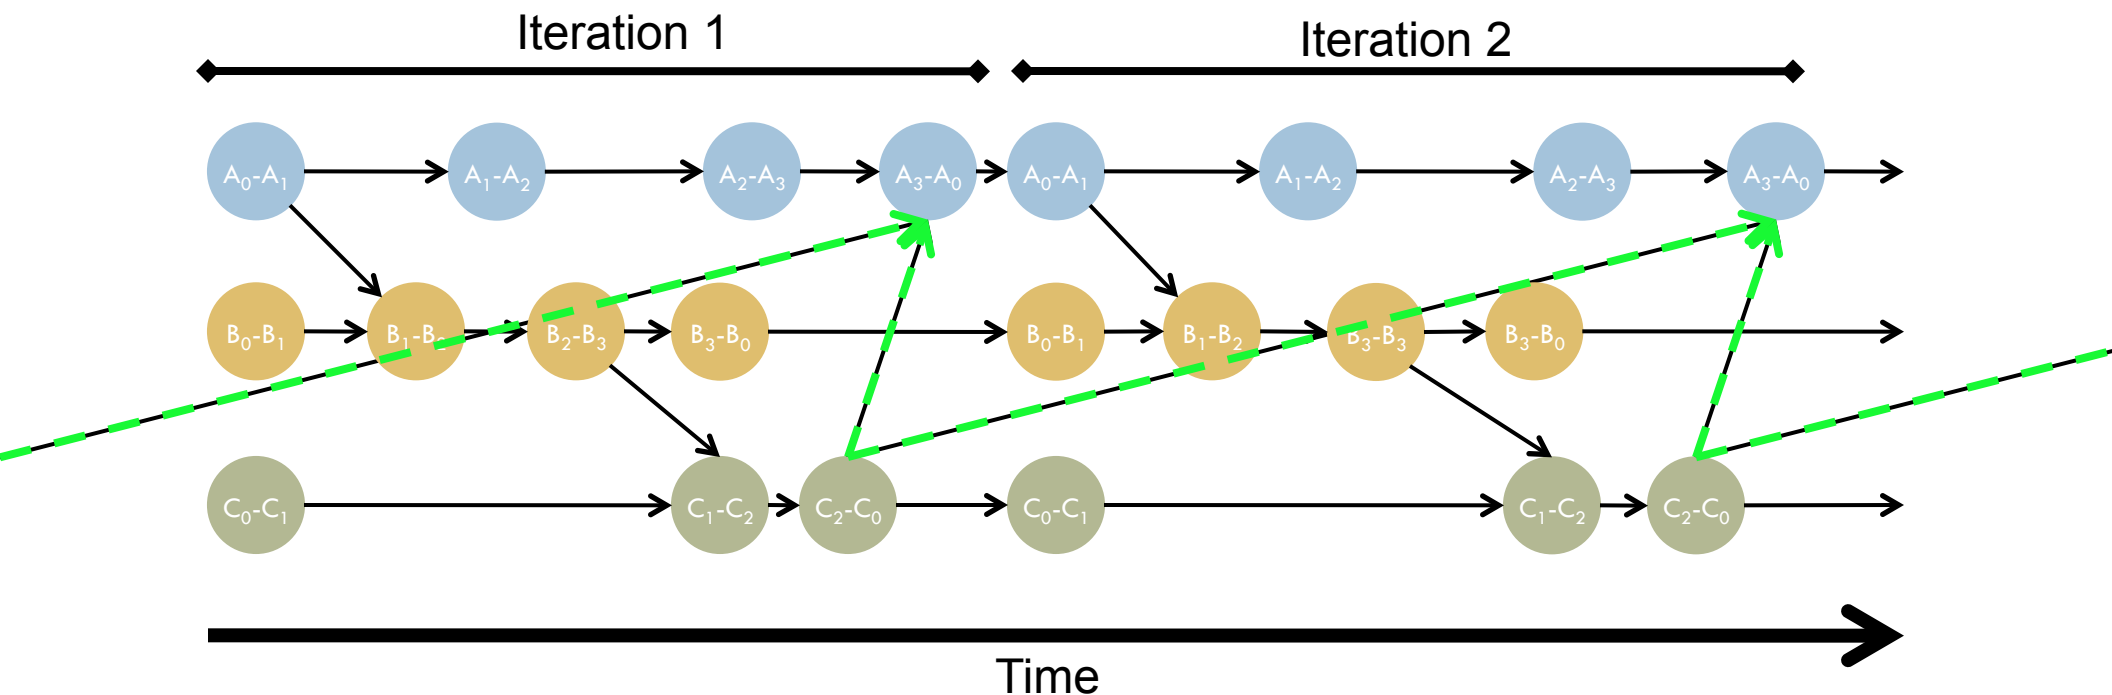 Iteration 1
Iteration 2
A₀-A₁
A₁-A₂
A₂-A₃
A₃-A₀
A₀-A₁
A₁-A₂
A₂-A₃
A₃-A₀
B₀-B₁
B₁-B₂
B₂-B₃
B₃-B₀
B₀-B₁
B₁-B₂
B₃-B₃
B₃-B₀
C₀-C₁
C₁-C₂
C₂-C₀
C₀-C₁
C₁-C₂
C₂-C₀
Time